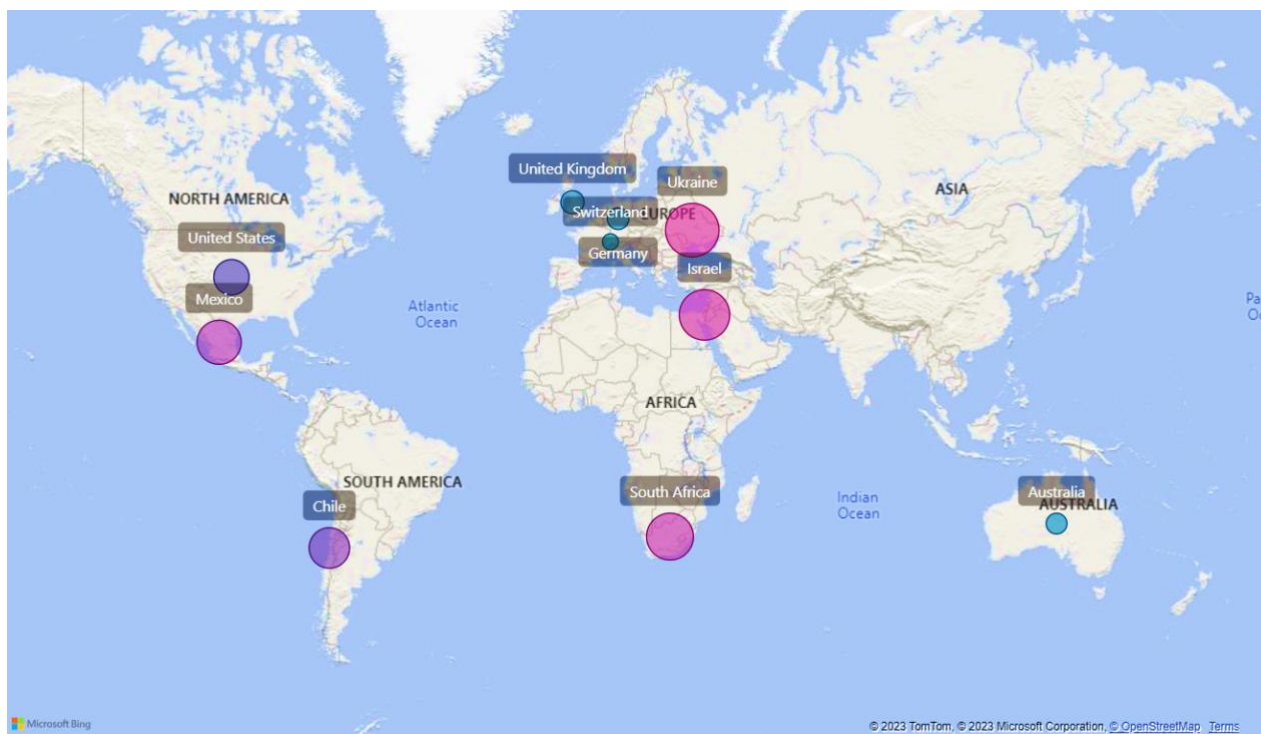 United Kingdom
Ukraine
ASIA
NORTH AMERICA
Switzerland
EUROPE
United States
Germany
Israel
Mexico
Atlantic
Ocean
AFRICA
SOUTH AMERICA
Chile
South Africa
Indian
Ocean
Australia
AUSTRALIA
Microsoft Bing
© 2023 TomTom, © 2023 Microsoft Corporation, © OpenStreetMap Terms